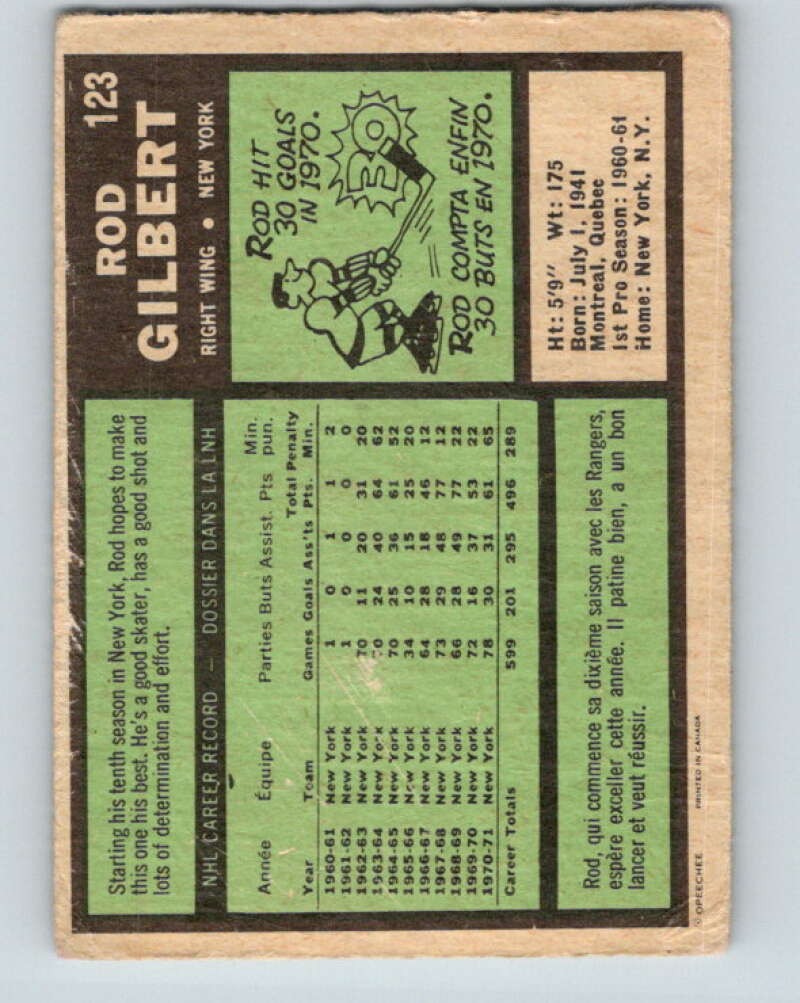 ROD 123
GILBERT
RIGHT WING • NEW YORK
Starting his tenth season in New York, Rod hopes to make
this one his best. He's a good skater, has a good shot and
lots of determination and effort.
ROD HIT
30 GOALS
IN 1970.
30
ROD COMPTA ENFIN
30 BUTS EN 1970.
NHL CAREER RECORD — DOSSIER DANS LA LNH
Année Équipe Parties Buts Assist. Pts Min. pun.
Year Team Games Goals Ass'ts Total Pts. Penalty Min.
1960-61 New York 1 0 1 1 2
1961-62 New York 1 0 0 0 0
1962-63 New York 70 11 20 31 20
1963-64 New York 24 40 64 62
1964-65 New York 70 25 36 61 52
1965-66 New York 34 10 15 25 20
1966-67 New York 64 28 18 46 12
1967-68 New York 73 29 48 77 12
1968-69 New York 66 28 49 77 22
1969-70 New York 72 16 37 53 22
1970-71 New York 78 30 31 61 65
Career Totals 599 201 295 496 289
Ht: 5'9" Wt: 175
Born: July 1, 1941
Montreal, Quebec
1st Pro Season: 1960-61
Home: New York, N.Y.
Rod, qui commence sa dixième saison avec les Rangers,
espère exceller cette année. Il patine bien, a un bon
lancer et veut réussir.
© OPEECHEE PRINTED IN CANADA